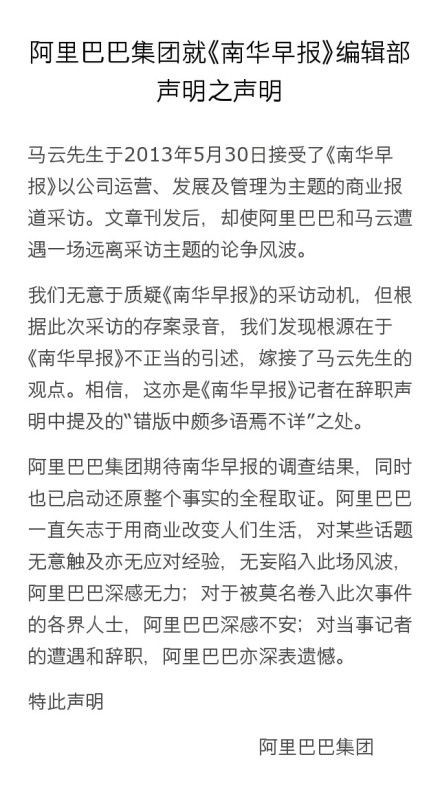 阿里巴巴集团就《南华早报》编辑部
声明之声明
马云先生于2013年5月30日接受了《南华早
报》以公司运营、发展及管理为主题的商业报
道采访。文章刊发后，却使阿里巴巴和马云遭
遇一场远离采访主题的论争风波。
我们无意于质疑《南华早报》的采访动机，但根
据此次采访的存案录音，我们发现根源在于
《南华早报》不正当的引述，嫁接了马云先生的
观点。相信，这亦是《南华早报》记者在辞职声
明中提及的“错版中颇多语焉不详”之处。
阿里巴巴集团期待南华早报的调查结果，同时
也已启动还原整个事实的全程取证。阿里巴巴
一直矢志于用商业改变人们生活，对某些话题
无意触及亦无应对经验，无妄陷入此场风波，
阿里巴巴深感无力；对于被莫名卷入此次事件
的各界人士，阿里巴巴深感不安；对当事记者
的遭遇和辞职，阿里巴巴亦深表遗憾。
特此声明
阿里巴巴集团